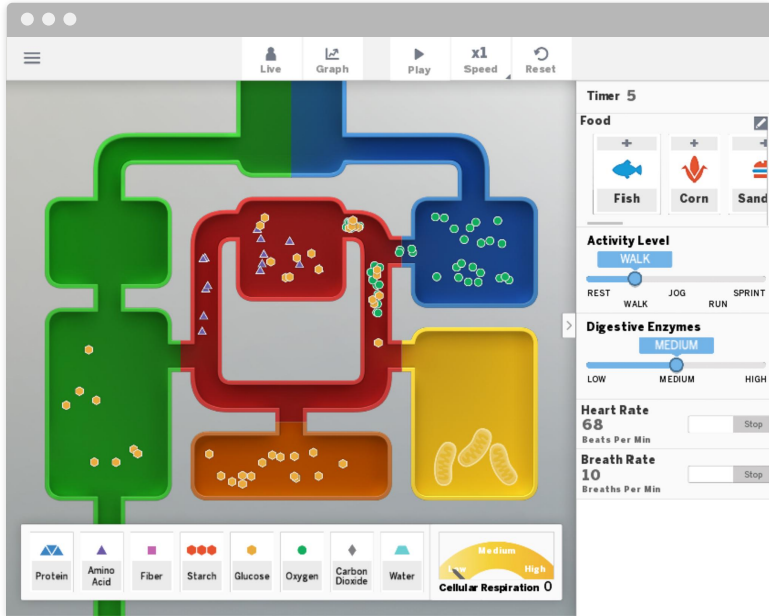 Live
Graph
Play
x1
Speed
Reset
Timer 5
Food
Fish
Corn
Sand
Activity Level
WALK
REST JOG SPRINT
WALK RUN
Digestive Enzymes
MEDIUM
LOW MEDIUM HIGH
Heart Rate
68
Stop
Beats Per Min
Breath Rate
10
Stop
Breaths Per Min
Protein
Amino
Acid
Fiber
Starch
Glucose
Oxygen
Carbon
Dioxide
Water
Medium
Low High
Cellular Respiration 0